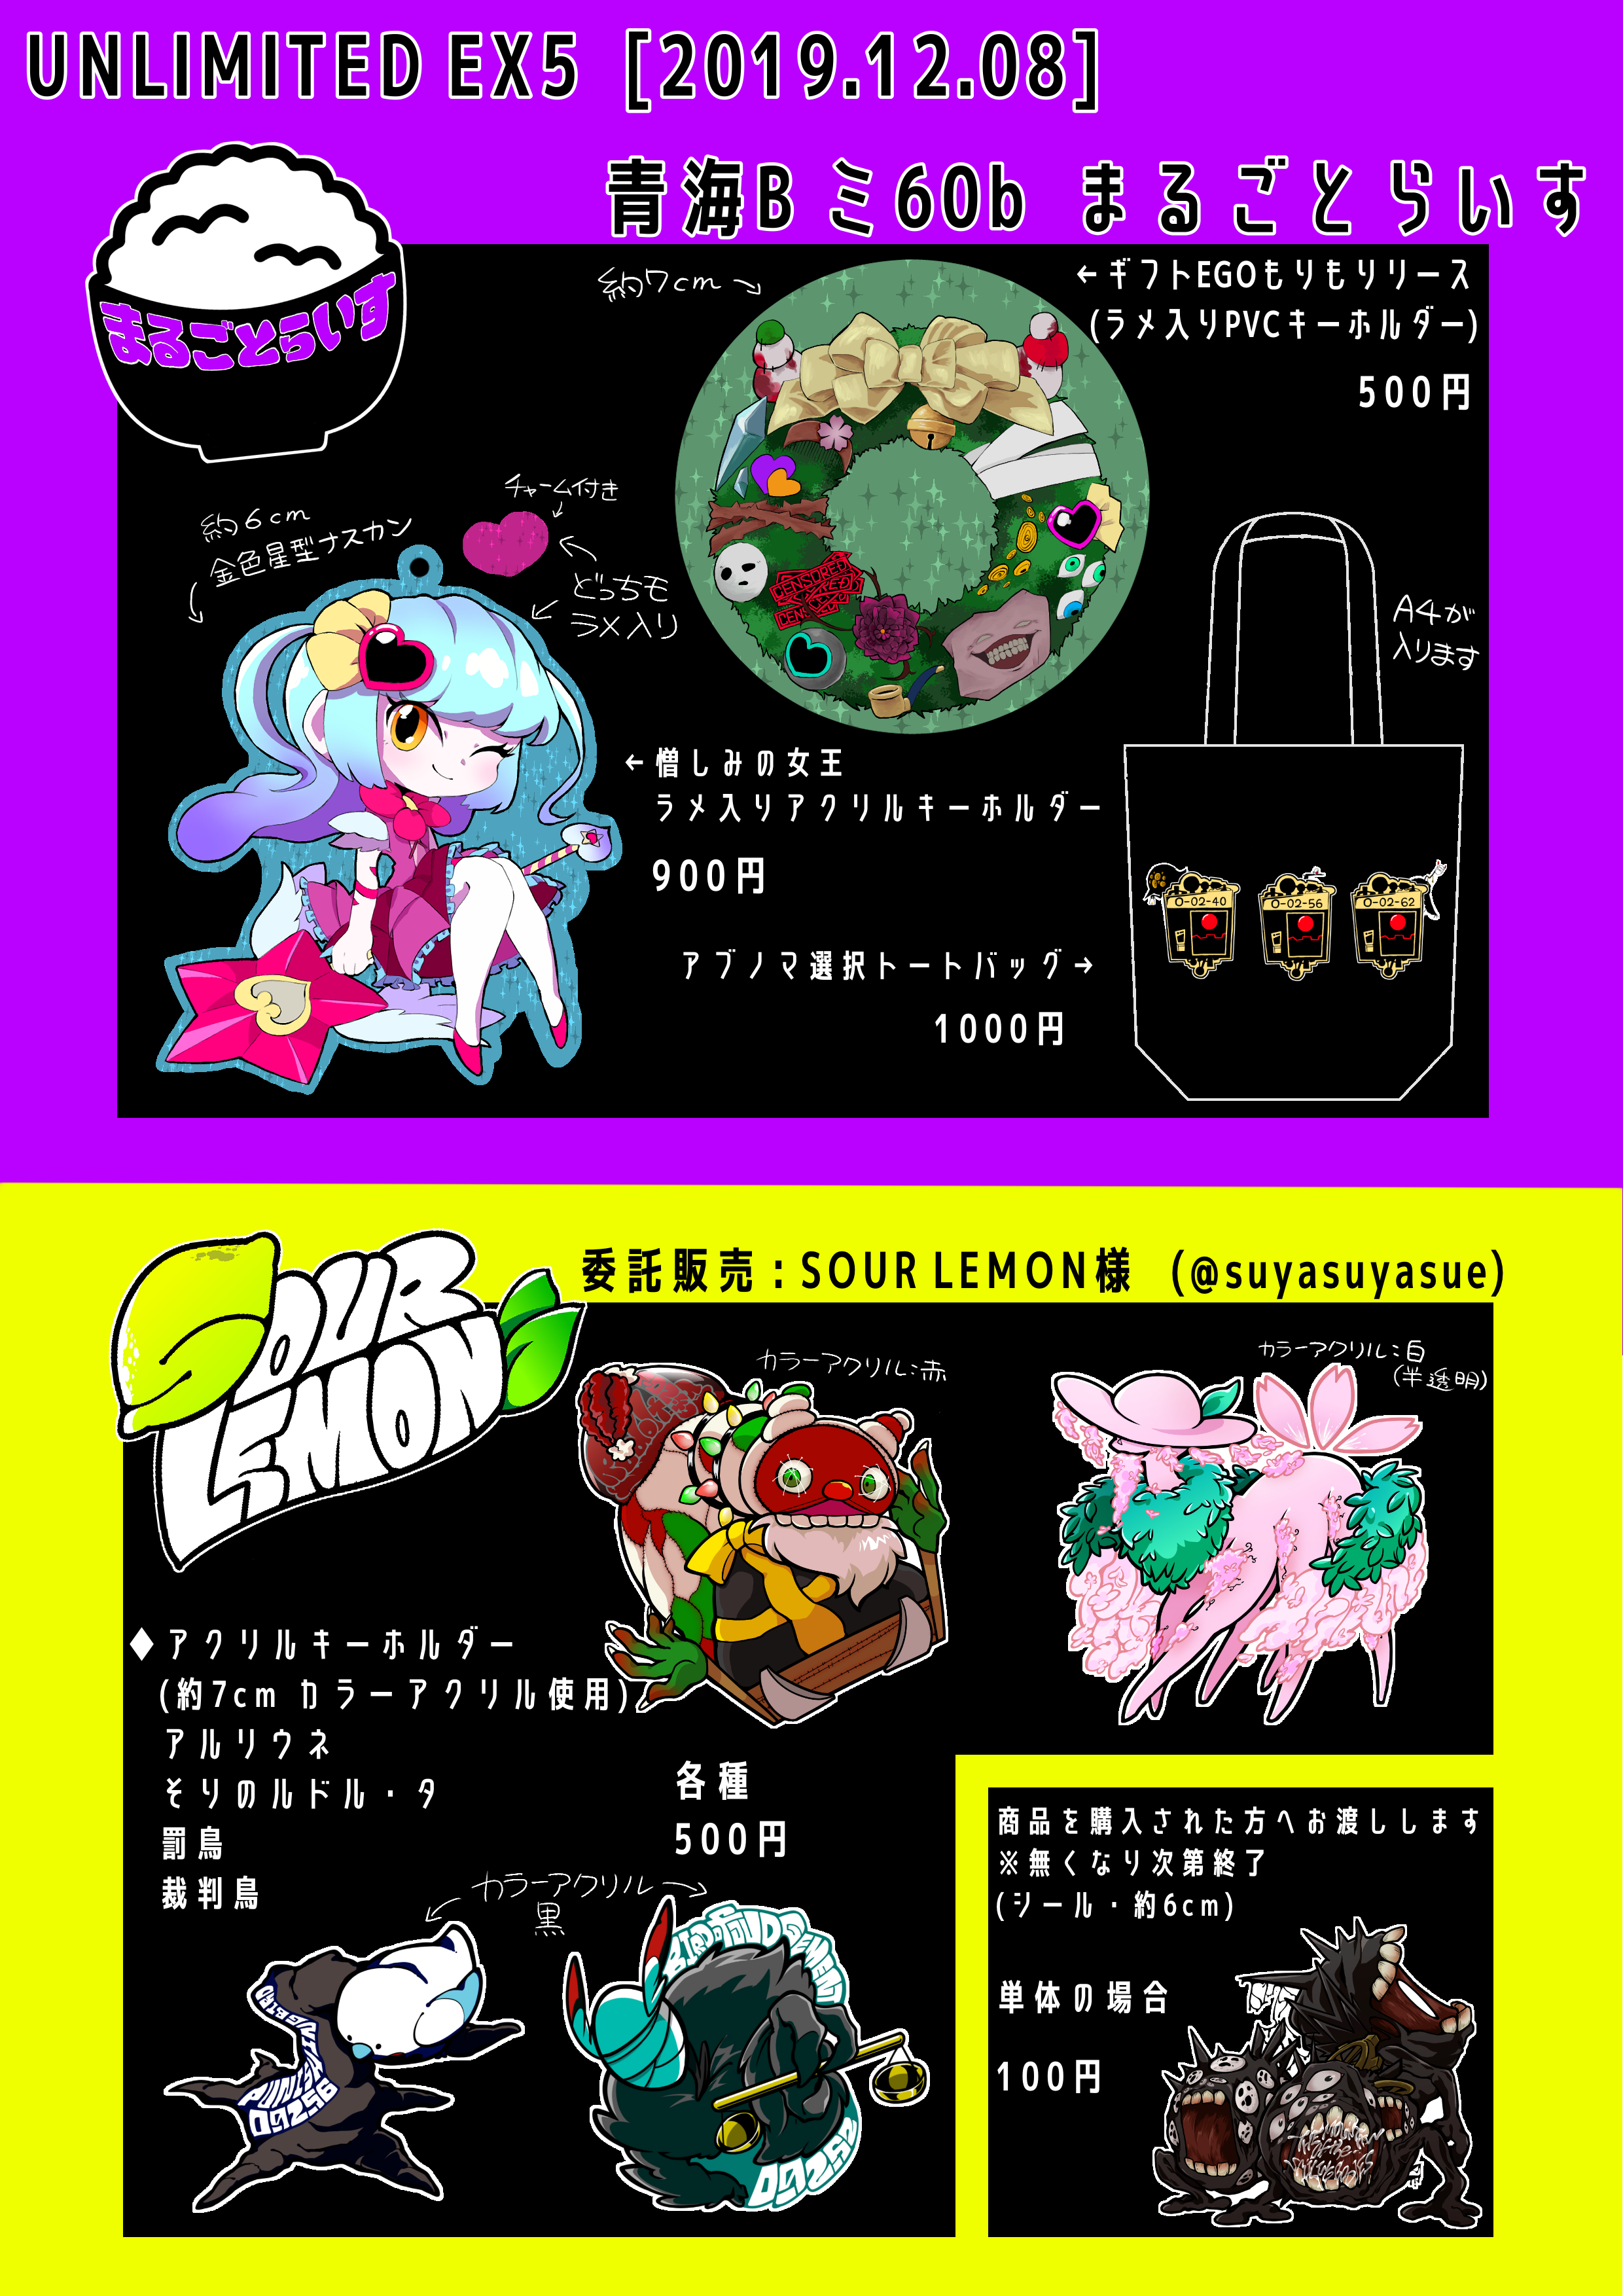 UNLIMITED EX5 [2019.12.08]
青海B ミ60b まるごとらいす
まるごとらいす
約7cm→
←ギフトEGOもりもりリース
(ラメ入りPVCキーホルダー)
500円
チャーム付き
約6cm
金色星型ナスカン
どっちモ
ラメ入り
CENSORED
A4が
入ります
←憎しみの女王
ラメ入りアクリルキーホルダー
900円
アブノマ選択トートバッグ→
1000円
O-02-40
O-02-56
O-02-62
SOUR
LEMON
委託販売:SOUR LEMON様 (@suyasuyasue)
カラーアクリル:赤
カラーアクリル:白
(半透明)
◆アクリルキーホルダー
(約7cm カラーアクリル使用)
アルリウネ
そりのルドル・タ
罰鳥
裁判鳥
各種
500円
カラーアクリル
黒
商品を購入された方へお渡しします
※無くなり次第終了
(シール・約6cm)
単体の場合
100円